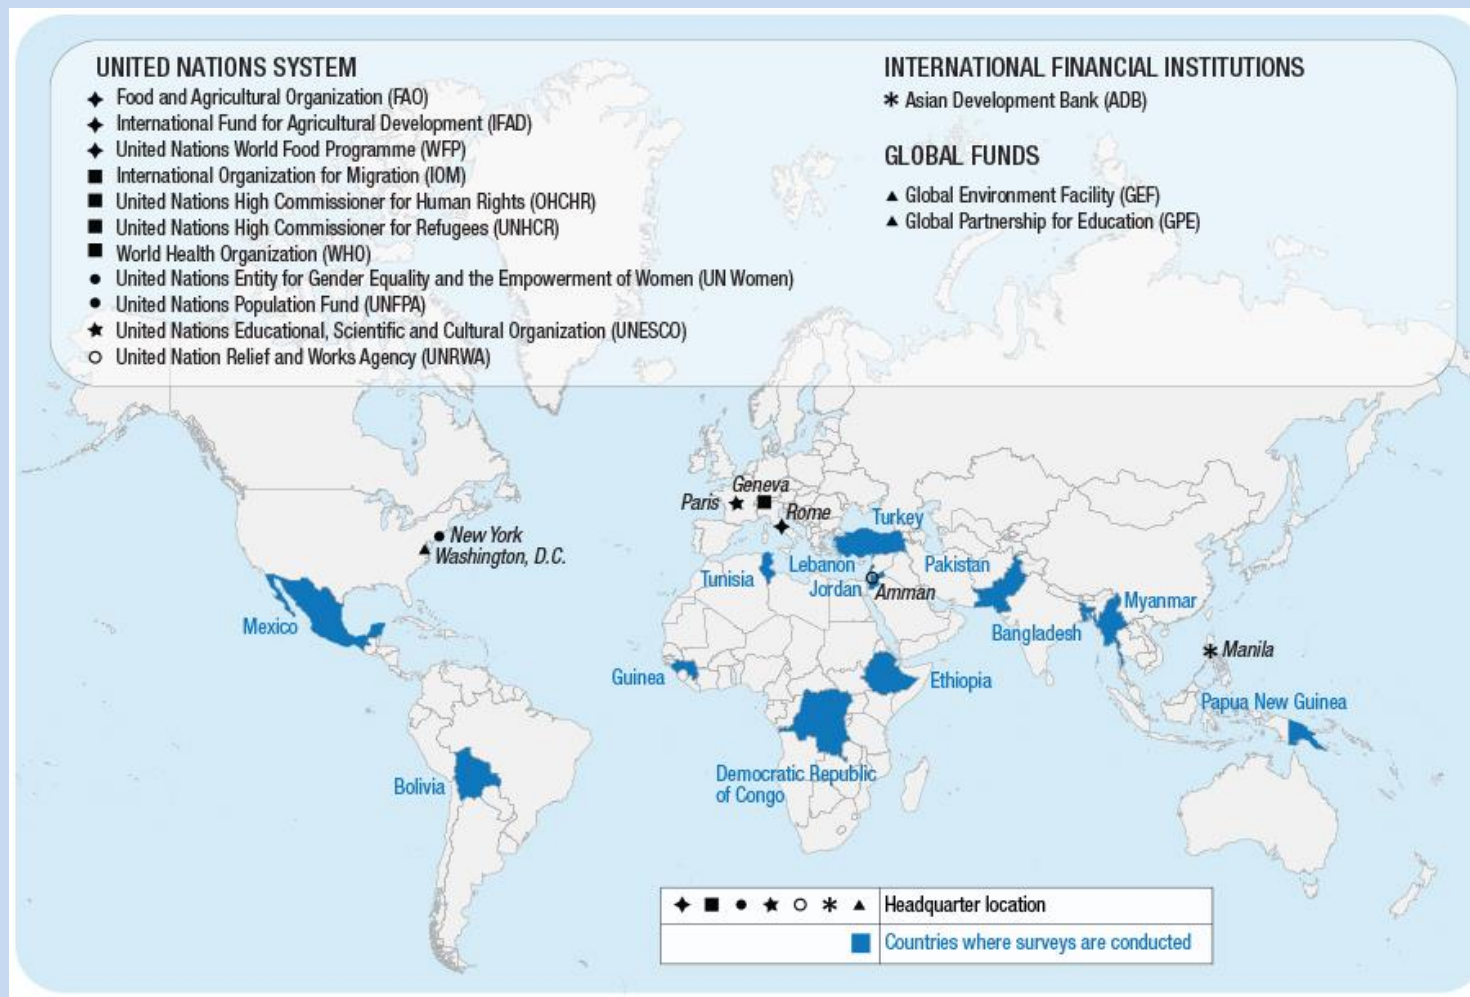 UNITED NATIONS SYSTEM
Food and Agricultural Organization (FAO)
International Fund for Agricultural Development (IFAD)
United Nations World Food Programme (WFP)
International Organization for Migration (IOM)
United Nations High Commissioner for Human Rights (OHCHR)
United Nations High Commissioner for Refugees (UNHCR)
World Health Organization (WHO)
United Nations Entity for Gender Equality and the Empowerment of Women (UN Women)
United Nations Population Fund (UNFPA)
United Nations Educational, Scientific and Cultural Organization (UNESCO)
United Nation Relief and Works Agency (UNRWA)
INTERNATIONAL FINANCIAL INSTITUTIONS
Asian Development Bank (ADB)
GLOBAL FUNDS
Global Environment Facility (GEF)
Global Partnership for Education (GPE)
Geneva
Paris
Rome
Turkey
New York
Washington, D.C.
Lebanon
Pakistan
Tunisia
Jordan
Amman
Myanmar
Mexico
Bangladesh
Manila
Guinea
Ethiopia
Papua New Guinea
Bolivia
Democratic Republic
of Congo
Headquarter location
Countries where surveys are conducted